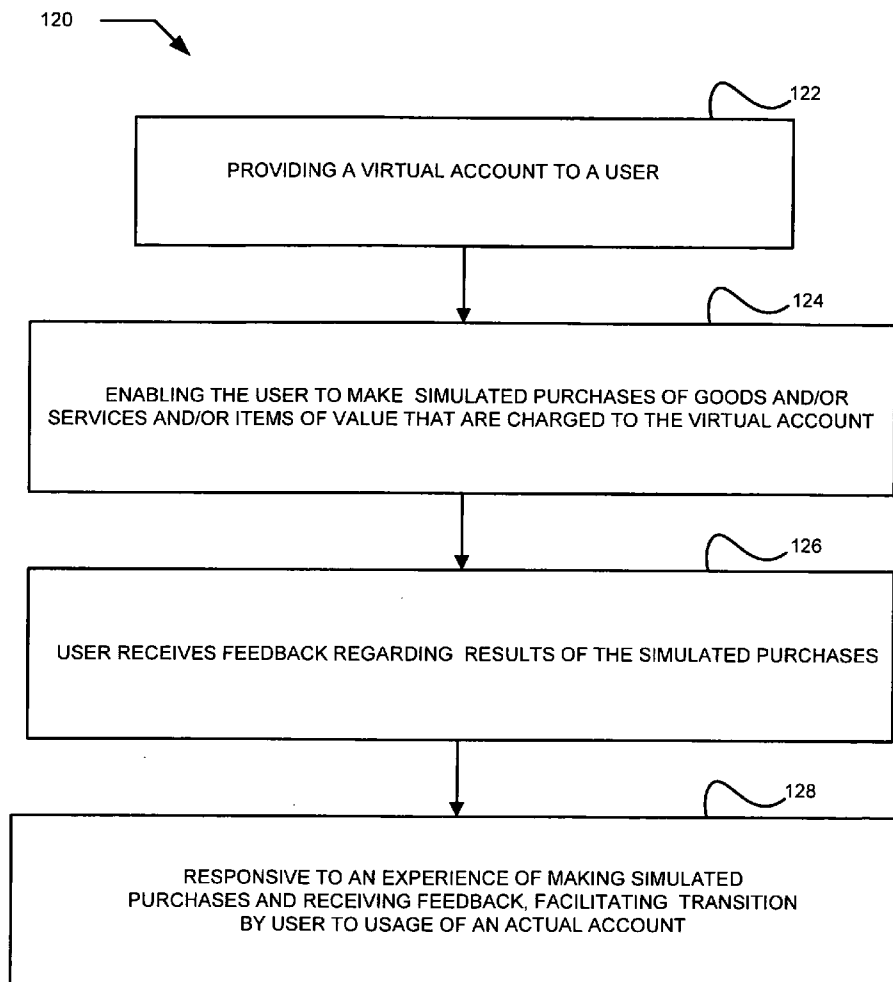 120
122
PROVIDING A VIRTUAL ACCOUNT TO A USER
124
ENABLING THE USER TO MAKE SIMULATED PURCHASES OF GOODS AND/OR
SERVICES AND/OR ITEMS OF VALUE THAT ARE CHARGED TO THE VIRTUAL ACCOUNT
126
USER RECEIVES FEEDBACK REGARDING RESULTS OF THE SIMULATED PURCHASES
128
RESPONSIVE TO AN EXPERIENCE OF MAKING SIMULATED
PURCHASES AND RECEIVING FEEDBACK, FACILITATING TRANSITION
BY USER TO USAGE OF AN ACTUAL ACCOUNT